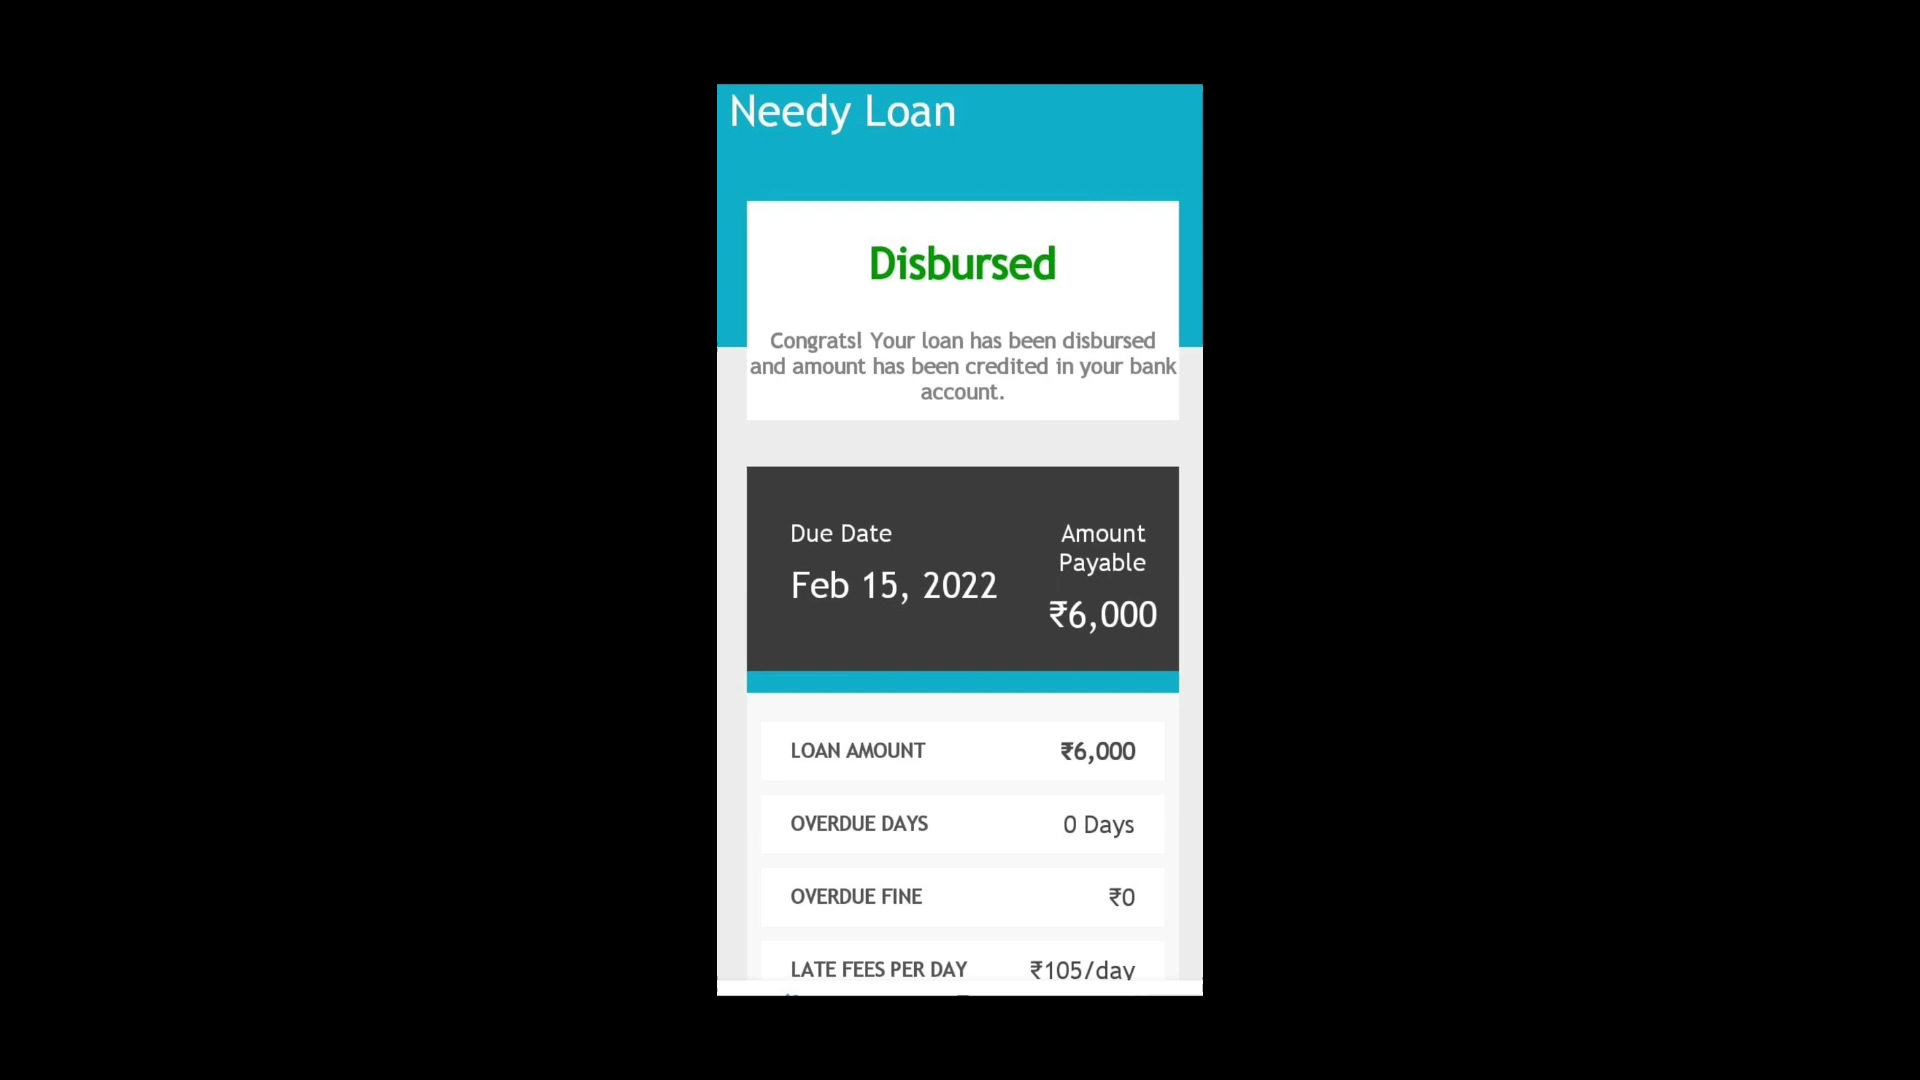 Needy Loan
Disbursed
Congrats! Your loan has been disbursed
and amount has been credited in your bank
account.
Due Date
Feb 15, 2022
Amount
Payable
₹6,000
LOAN AMOUNT ₹6,000
OVERDUE DAYS 0 Days
OVERDUE FINE ₹0
LATE FEES PER DAY ₹105/day